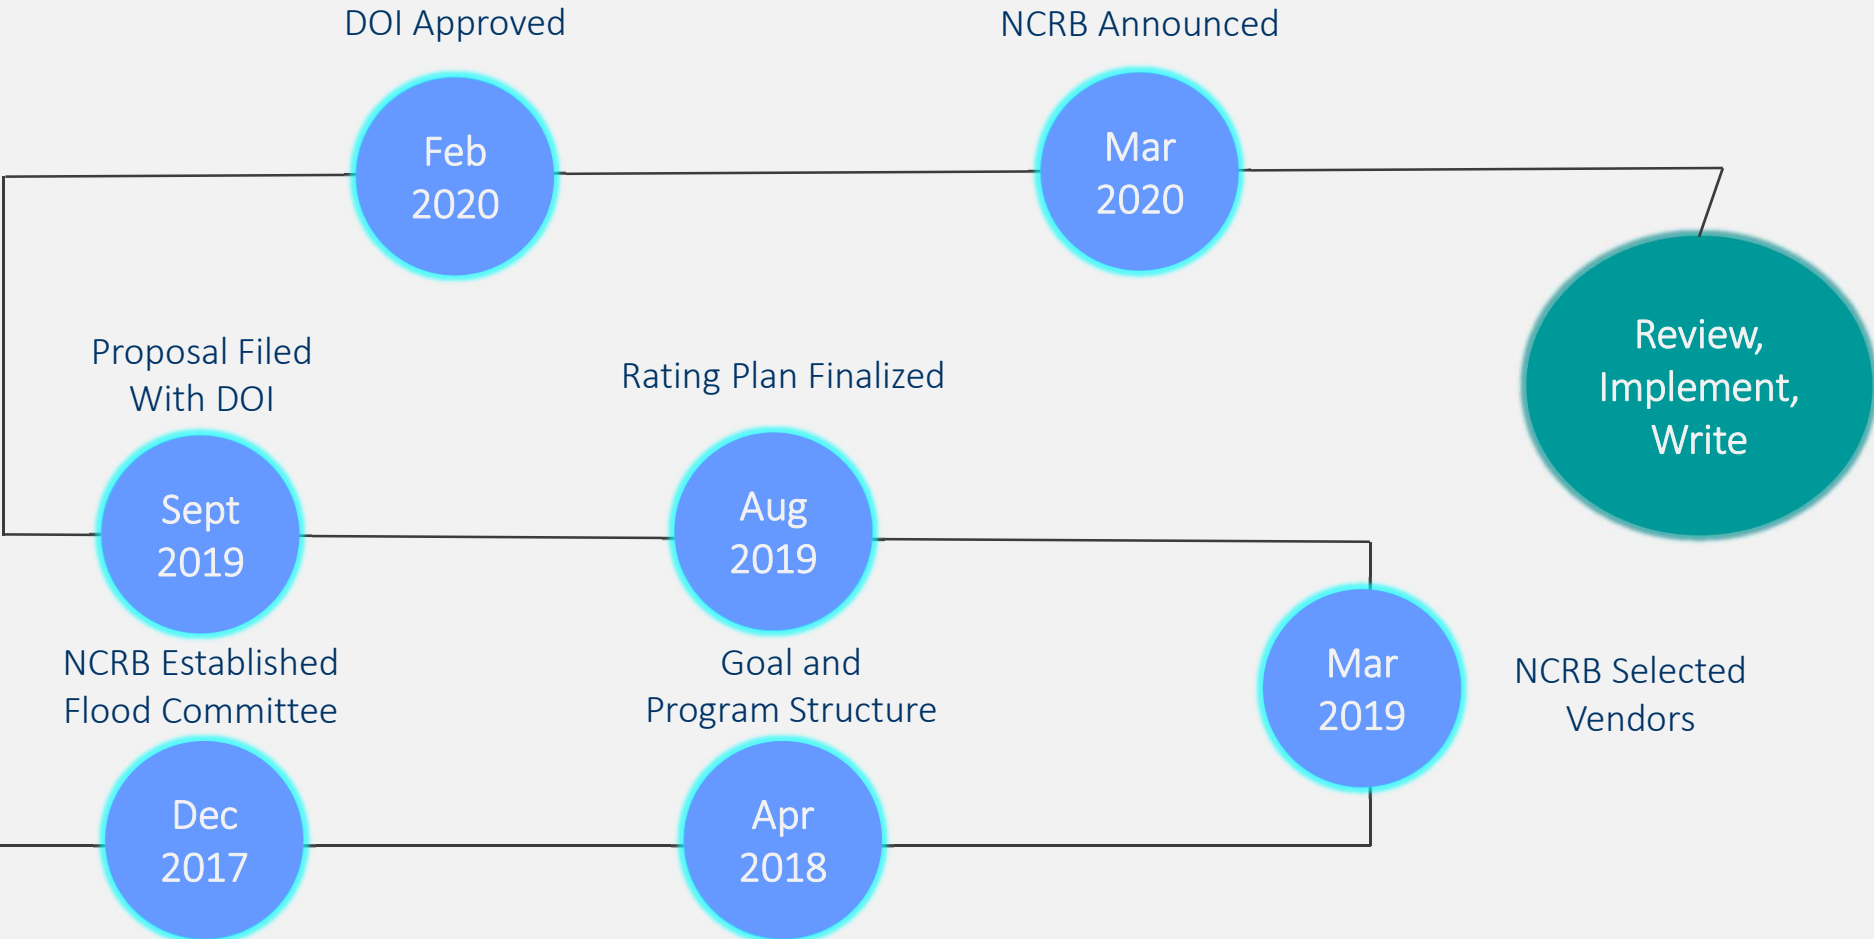 DOI Approved
NCRB Announced
Feb
2020
Mar
2020
Review,
Implement,
Write
Proposal Filed
With DOI
Rating Plan Finalized
Sept
2019
Aug
2019
Mar
2019
NCRB Selected
Vendors
NCRB Established
Flood Committee
Goal and
Program Structure
Dec
2017
Apr
2018